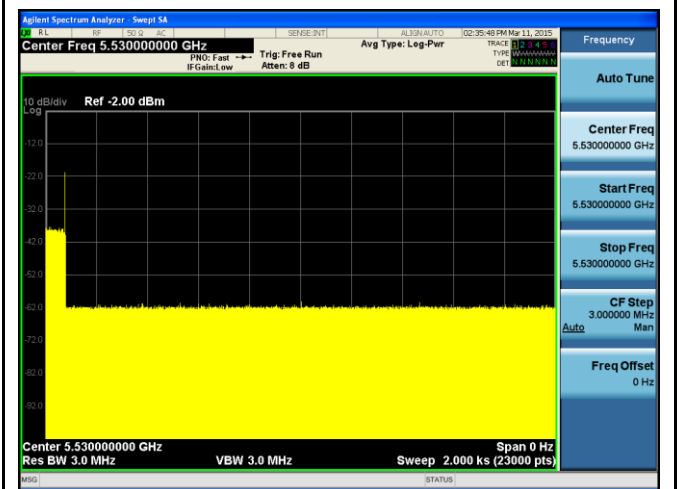 Agilent Spectrum Analyzer - Swept SA
RL RF 50 Ω AC SENSE:INT ALIGNAUTO 02:35:48 PM Mar 11, 2015
Center Freq 5.530000000 GHz
PNO: Fast
IFGain:Low
Trig: Free Run
Atten: 8 dB
Avg Type: Log-Pwr
TRACE 1 2 3 4 5 6
TYPE
DET N N N N N N
10 dB/div Ref -2.00 dBm
Log
-12.0
-22.0
-32.0
-42.0
-52.0
-62.0
-72.0
-82.0
-92.0
Center 5.530000000 GHz Span 0 Hz
Res BW 3.0 MHz VBW 3.0 MHz Sweep 2.000 ks (23000 pts)
MSG STATUS
Frequency
Auto Tune
Center Freq
5.530000000 GHz
Start Freq
5.530000000 GHz
Stop Freq
5.530000000 GHz
CF Step
3.000000 MHz
Auto Man
Freq Offset
0 Hz